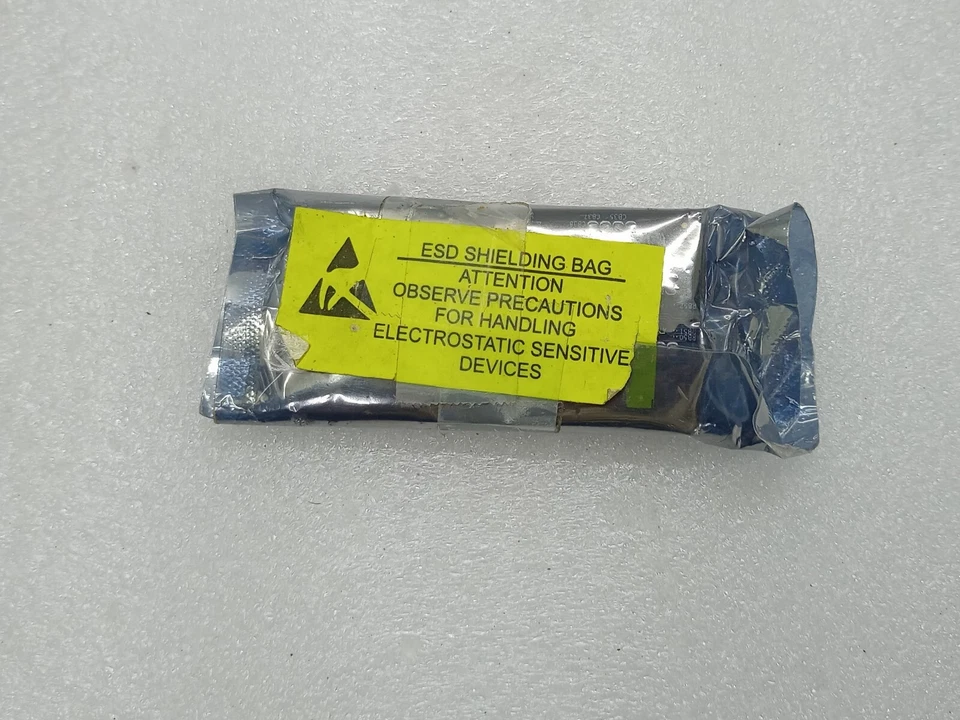 ESD SHIELDING BAG
ATTENTION
OBSERVE PRECAUTIONS
FOR HANDLING
ELECTROSTATIC SENSITIVE
DEVICES